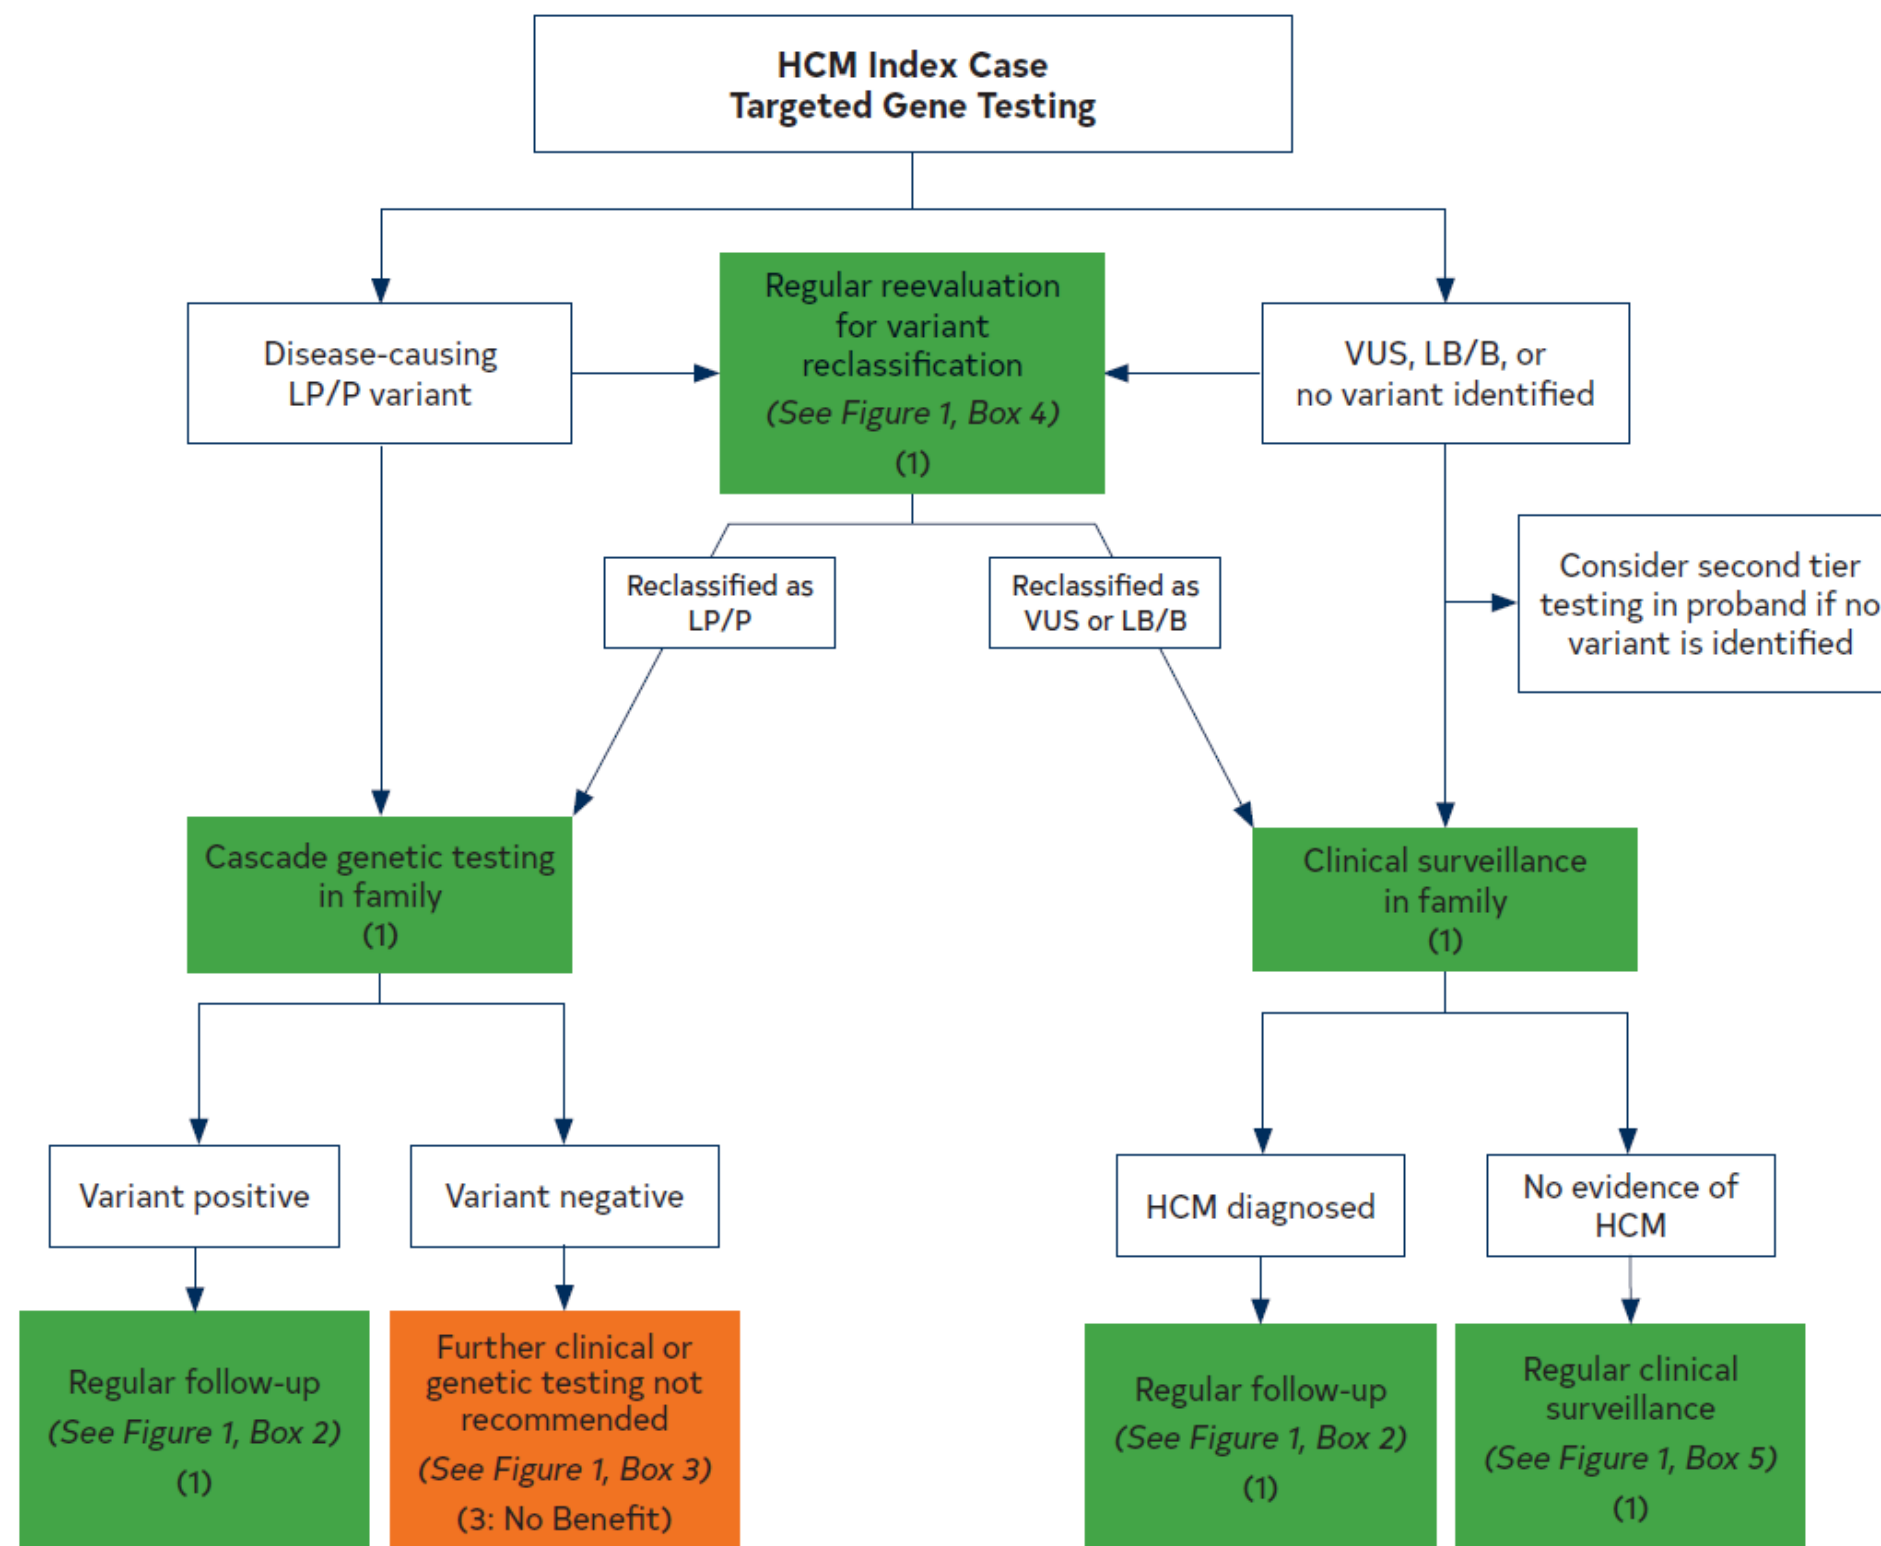 HCM Index Case
Targeted Gene Testing
Disease-causing
LP/P variant
Regular reevaluation
for variant
reclassification
(See Figure 1, Box 4)
(1)
VUS, LB/B, or
no variant identified
Reclassified as
LP/P
Reclassified as
VUS or LB/B
Consider second tier
testing in proband if no
variant is identified
Cascade genetic testing
in family
(1)
Clinical surveillance
in family
(1)
Variant positive
Variant negative
HCM diagnosed
No evidence of
HCM
Regular follow-up
(See Figure 1, Box 2)
(1)
Further clinical or
genetic testing not
recommended
(See Figure 1, Box 3)
(3: No Benefit)
Regular follow-up
(See Figure 1, Box 2)
(1)
Regular clinical
surveillance
(See Figure 1, Box 5)
(1)